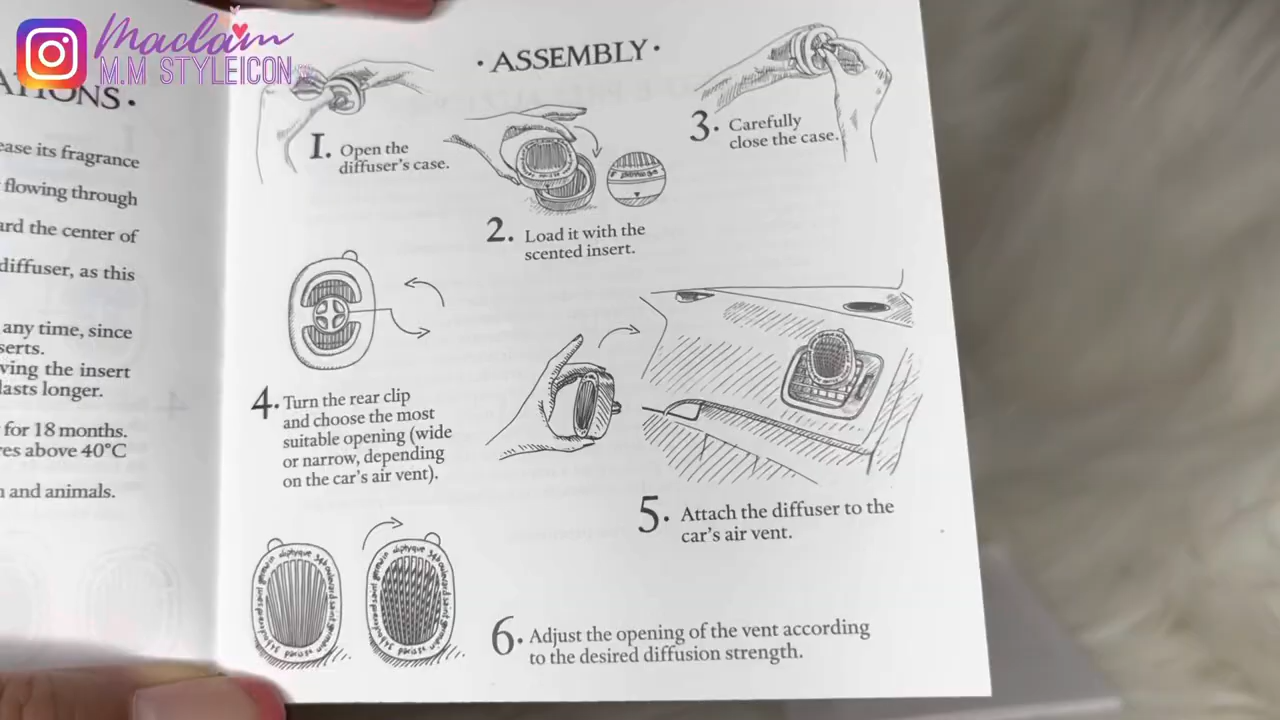 Maclaim
M.M STYLEICON
ease its fragrance
flowing through
ard the center of
diffuser, as this
any time, since
serts.
ving the insert
lasts longer.
for 18 months.
res above 40°C
and animals.
· ASSEMBLY ·
1. Open the
diffuser's case.
2. Load it with the
scented insert.
3. Carefully
close the case.
4. Turn the rear clip
and choose the most
suitable opening (wide
or narrow, depending
on the car's air vent).
5. Attach the diffuser to the
car's air vent.
6. Adjust the opening of the vent according
to the desired diffusion strength.